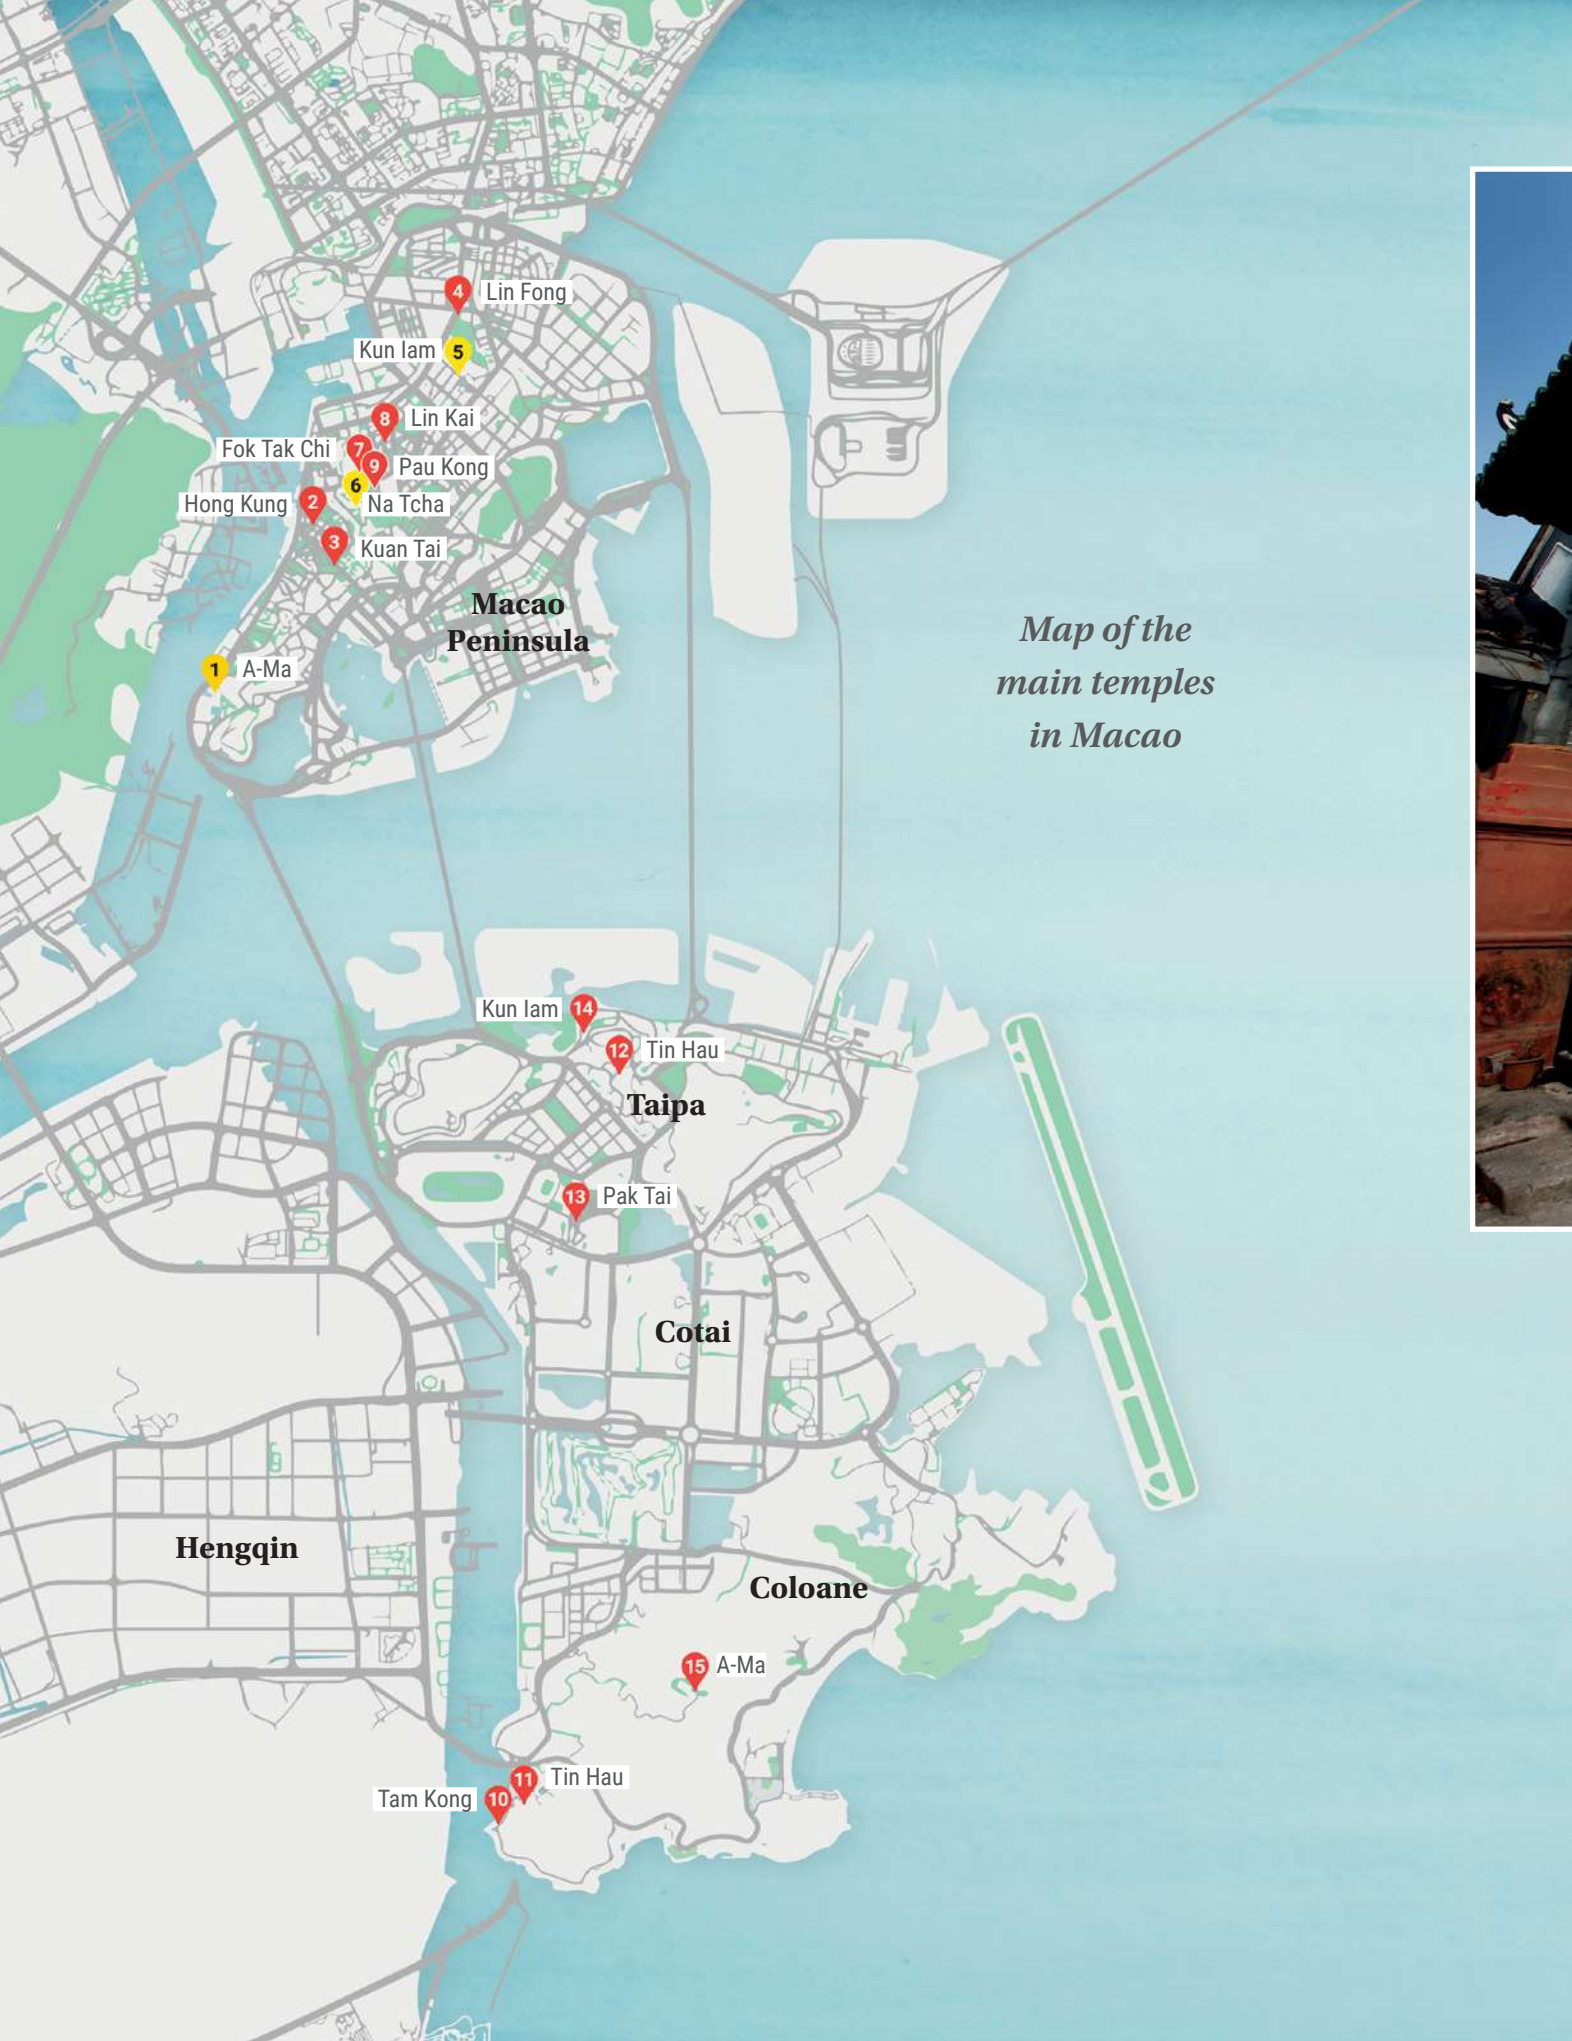 4 Lin Fong
Kun Iam 5
8 Lin Kai
Fok Tak Chi 7
9 Pau Kong
6 Na Tcha
Hong Kung 2
3 Kuan Tai
Macao
Peninsula
1 A-Ma
Map of the
main temples
in Macao
Kun Iam 14
12 Tin Hau
Taipa
13 Pak Tai
Cotai
Hengqin
Coloane
15 A-Ma
11 Tin Hau
Tam Kong 10